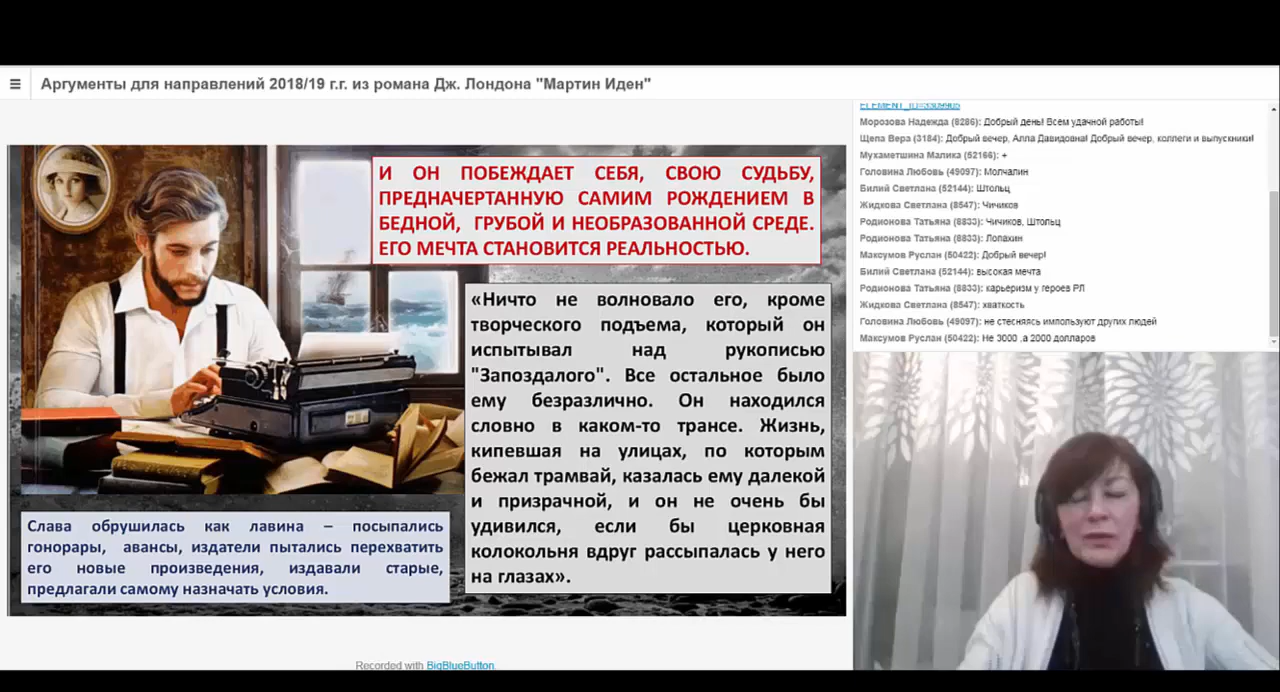 Аргументы для направлений 2018/19 г.г. из романа Дж. Лондона "Мартин Иден"
И ОН ПОБЕЖДАЕТ СЕБЯ, СВОЮ СУДЬБУ,
ПРЕДНАЧЕРТАННУЮ САМИМ РОЖДЕНИЕМ В
БЕДНОЙ, ГРУБОЙ И НЕОБРАЗОВАННОЙ СРЕДЕ.
ЕГО МЕЧТА СТАНОВИТСЯ РЕАЛЬНОСТЬЮ.
«Ничто не волновало его, кроме
творческого подъема, который он
испытывал над рукописью
"Запоздалого". Все остальное было
ему безразлично. Он находился
словно в каком-то трансе. Жизнь,
кипевшая на улицах, по которым
бежал трамвай, казалась ему далекой
и призрачной, и он не очень бы
удивился, если бы церковная
колокольня вдруг рассыпалась у него
на глазах».
Слава обрушилась как лавина – посыпались
гонорары, авансы, издатели пытались перехватить
его новые произведения, издавали старые,
предлагали самому назначать условия.
Recorded with BigBlueButton.
ELEMENT_ID=3309905
Морозова Надежда (8286): Добрый день! Всем удачной работы!
Щепа Вера (3184): Добрый вечер, Алла Давидовна! Добрый вечер, коллеги и выпускники!
Мухаметшина Малика (52166): +
Головина Любовь (49097): Молчалин
Билий Светлана (52144): Штольц
Жидкова Светлана (8547): Чичиков
Родионова Татьяна (8833): Чичиков, Штольц
Родионова Татьяна (8833): Лопахин
Максумов Руслан (50422): Добрый вечер!
Билий Светлана (52144): высокая мечта
Родионова Татьяна (8833): карьеризм у героев РЛ
Жидкова Светлана (8547): хваткость
Головина Любовь (49097): не стесняясь импользуют других людей
Максумов Руслан (50422): Не 3000 ,а 2000 долларов